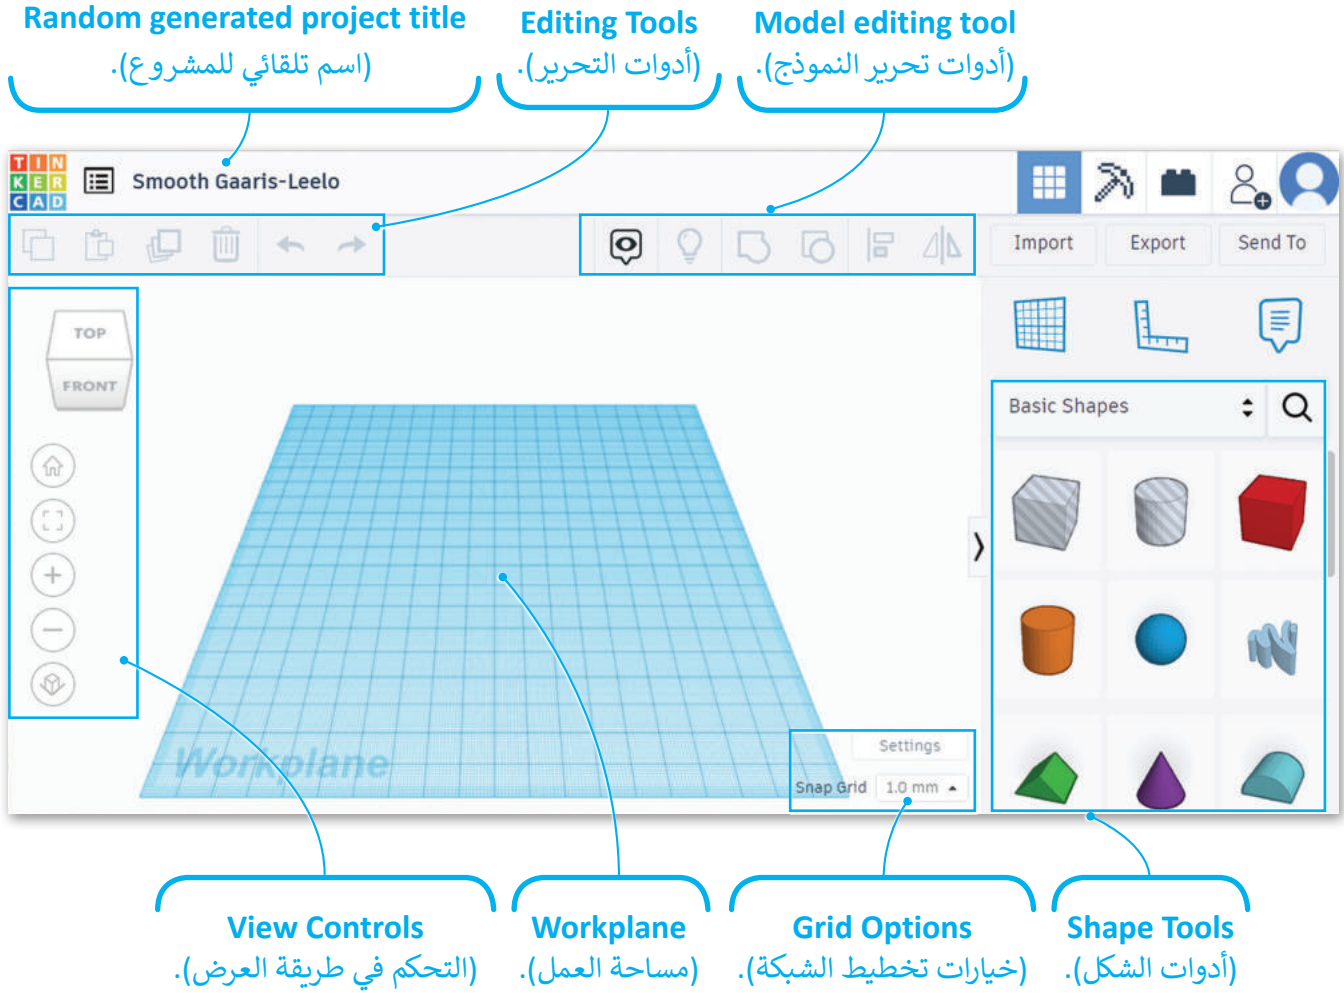 Random generated project title
(اسم تلقائي للمشروع).
Editing Tools
(أدوات التحرير).
Model editing tool
(أدوات تحرير النموذج).
TIN
KER
CAD
Smooth Gaaris-Leelo
Import
Export
Send To
TOP
FRONT
Basic Shapes
Workplane
Settings
Snap Grid
1.0 mm
View Controls
(التحكم في طريقة العرض).
Workplane
(مساحة العمل).
Grid Options
(خيارات تخطيط الشبكة).
Shape Tools
(أدوات الشكل).